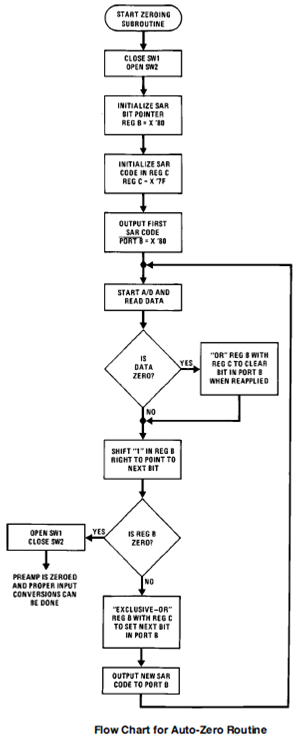 START ZEROING
SUBROUTINE
CLOSE SW1
OPEN SW2
INITIALIZE SAR
BIT POINTER
REG B = X '80
INITIALIZE SAR
CODE IN REG C
REG C = X '7F
OUTPUT FIRST
SAR CODE
PORT B = X '80
START A/D AND
READ DATA
IS
DATA
ZERO?
YES
"OR" REG B WITH
REG C TO CLEAR
BIT IN PORT B
WHEN REAPPLIED
NO
SHIFT "1" IN REG B
RIGHT TO POINT TO
NEXT BIT
IS REG B
ZERO?
YES
OPEN SW1
CLOSE SW2
PREAMP IS ZEROED
AND PROPER INPUT
CONVERSIONS CAN
BE DONE
NO
"EXCLUSIVE-OR"
REG B WITH REG C
TO SET NEXT BIT
IN PORT B
OUTPUT NEW SAR
CODE TO PORT B
Flow Chart for Auto-Zero Routine